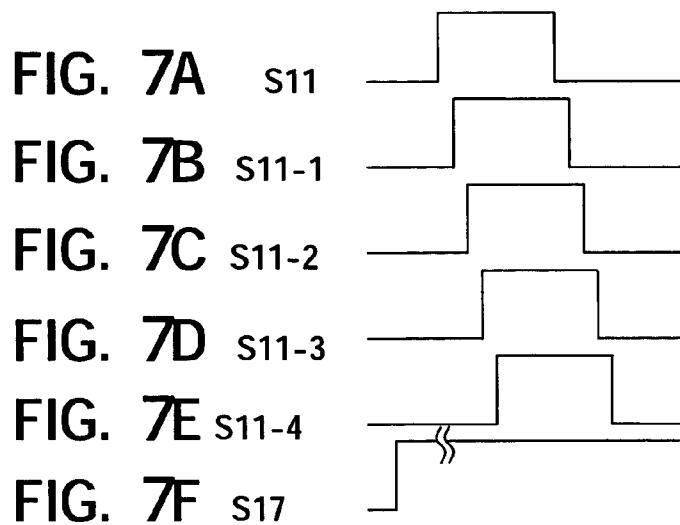 FIG. 7A S11
FIG. 7B S11-1
FIG. 7C S11-2
FIG. 7D S11-3
FIG. 7E S11-4
FIG. 7F S17